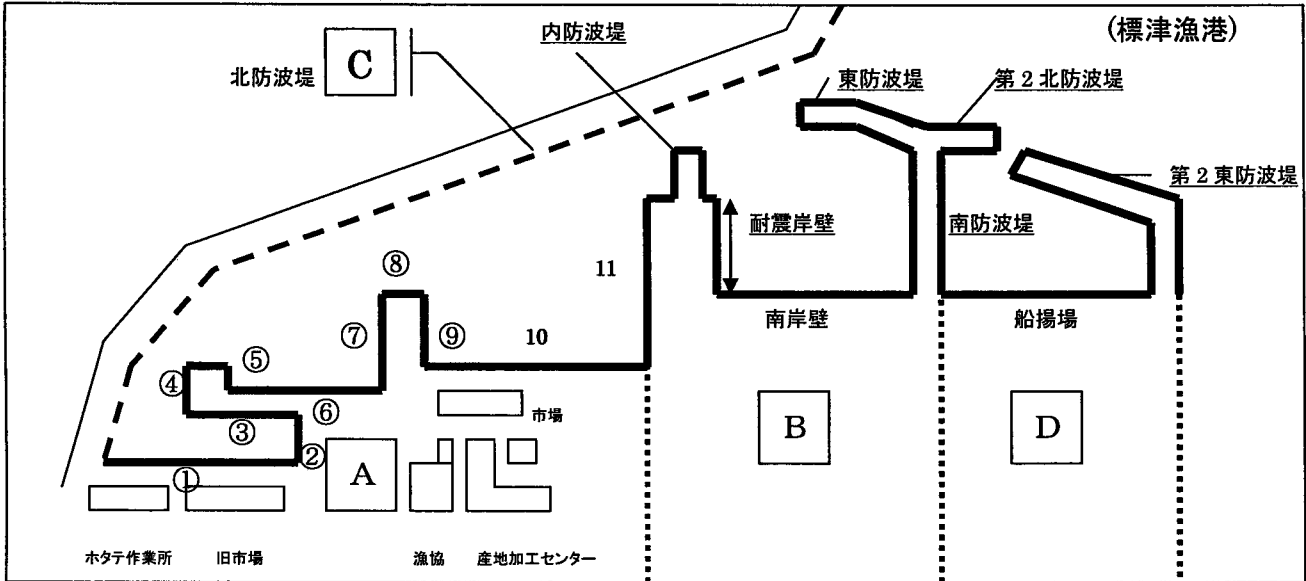 (標津漁港)
内防波堤
C
北防波堤
東防波堤
第2北防波堤
第2東防波堤
耐震岸壁
南防波堤
⑧
11
南岸壁
船揚場
⑦
⑨
10
⑤
④
⑥
市場
③
②
A
B
D
①
ホタテ作業所
旧市場
漁協
産地加工センター